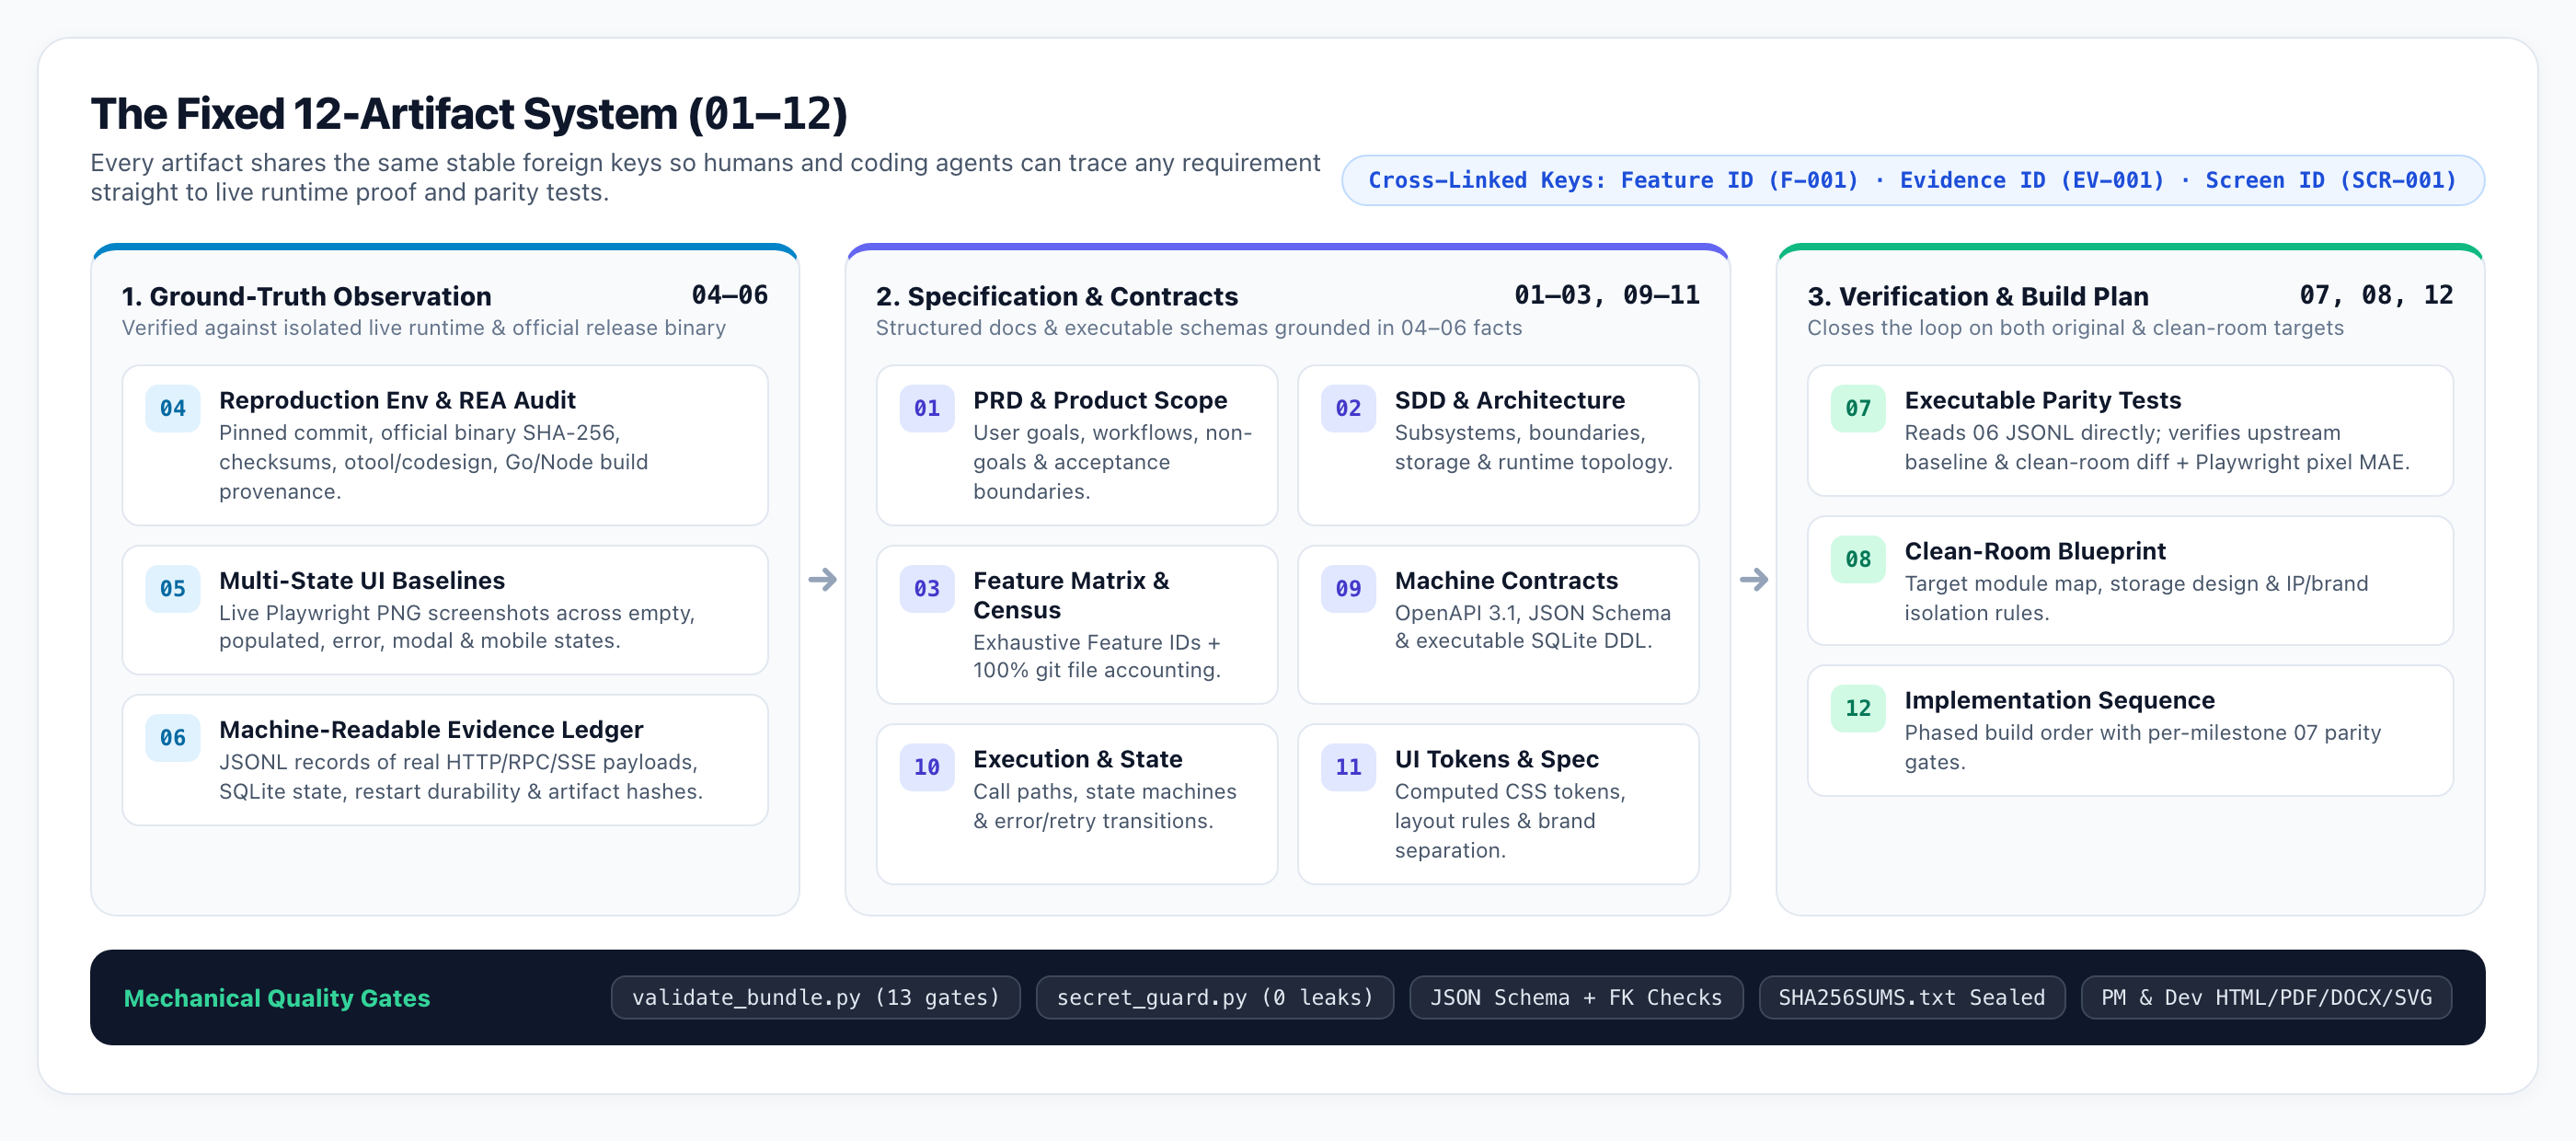 The Fixed 12-Artifact System (01–12)
Every artifact shares the same stable foreign keys so humans and coding agents can trace any requirement
straight to live runtime proof and parity tests.
Cross-Linked Keys: Feature ID (F-001) · Evidence ID (EV-001) · Screen ID (SCR-001)
1. Ground-Truth Observation
04–06
Verified against isolated live runtime & official release binary
04
Reproduction Env & REA Audit
Pinned commit, official binary SHA-256,
checksums, otool/codesign, Go/Node build
provenance.
05
Multi-State UI Baselines
Live Playwright PNG screenshots across empty,
populated, error, modal & mobile states.
06
Machine-Readable Evidence Ledger
JSONL records of real HTTP/RPC/SSE payloads,
SQLite state, restart durability & artifact hashes.
2. Specification & Contracts
01–03, 09–11
Structured docs & executable schemas grounded in 04–06 facts
01
PRD & Product Scope
User goals, workflows, non-
goals & acceptance
boundaries.
02
SDD & Architecture
Subsystems, boundaries,
storage & runtime topology.
03
Feature Matrix &
Census
Exhaustive Feature IDs +
100% git file accounting.
09
Machine Contracts
OpenAPI 3.1, JSON Schema
& executable SQLite DDL.
10
Execution & State
Call paths, state machines
& error/retry transitions.
11
UI Tokens & Spec
Computed CSS tokens,
layout rules & brand
separation.
3. Verification & Build Plan
07, 08, 12
Closes the loop on both original & clean-room targets
07
Executable Parity Tests
Reads 06 JSONL directly; verifies upstream
baseline & clean-room diff + Playwright pixel MAE.
08
Clean-Room Blueprint
Target module map, storage design & IP/brand
isolation rules.
12
Implementation Sequence
Phased build order with per-milestone 07 parity
gates.
Mechanical Quality Gates
validate_bundle.py (13 gates)
secret_guard.py (0 leaks)
JSON Schema + FK Checks
SHA256SUMS.txt Sealed
PM & Dev HTML/PDF/DOCX/SVG